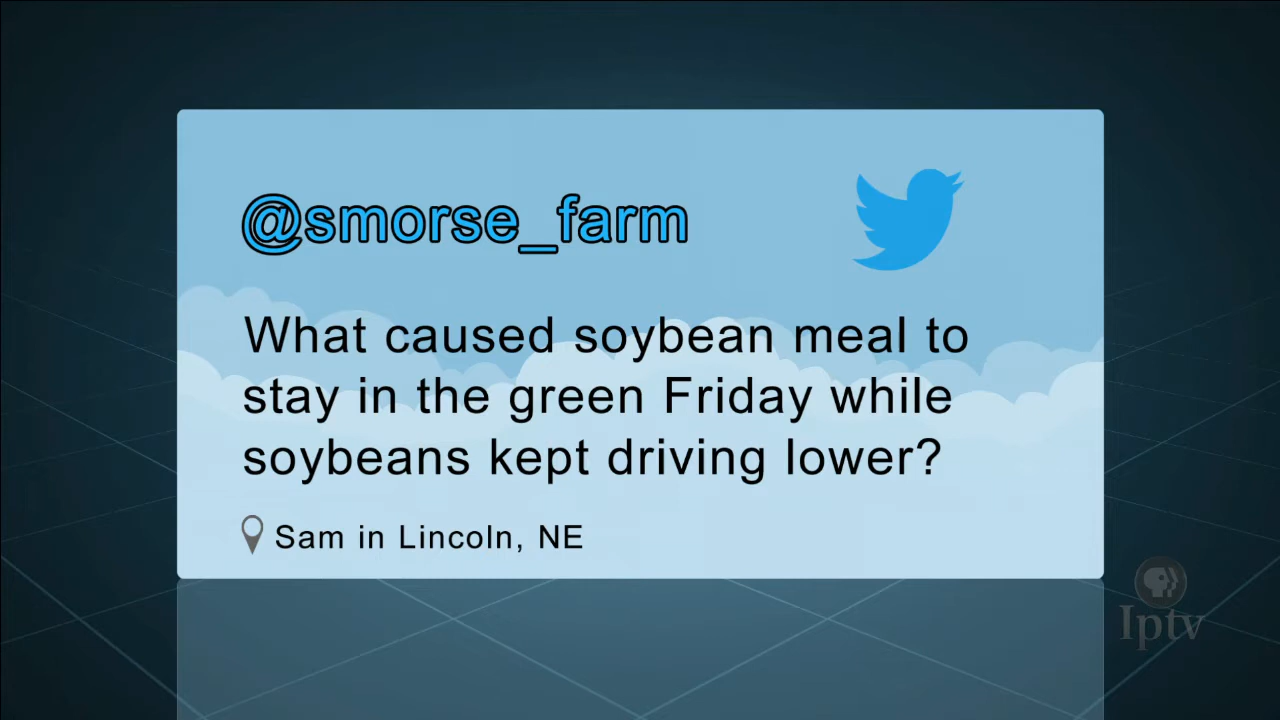 @smorse_farm
What caused soybean meal to
stay in the green Friday while
soybeans kept driving lower?
Sam in Lincoln, NE
Iptv